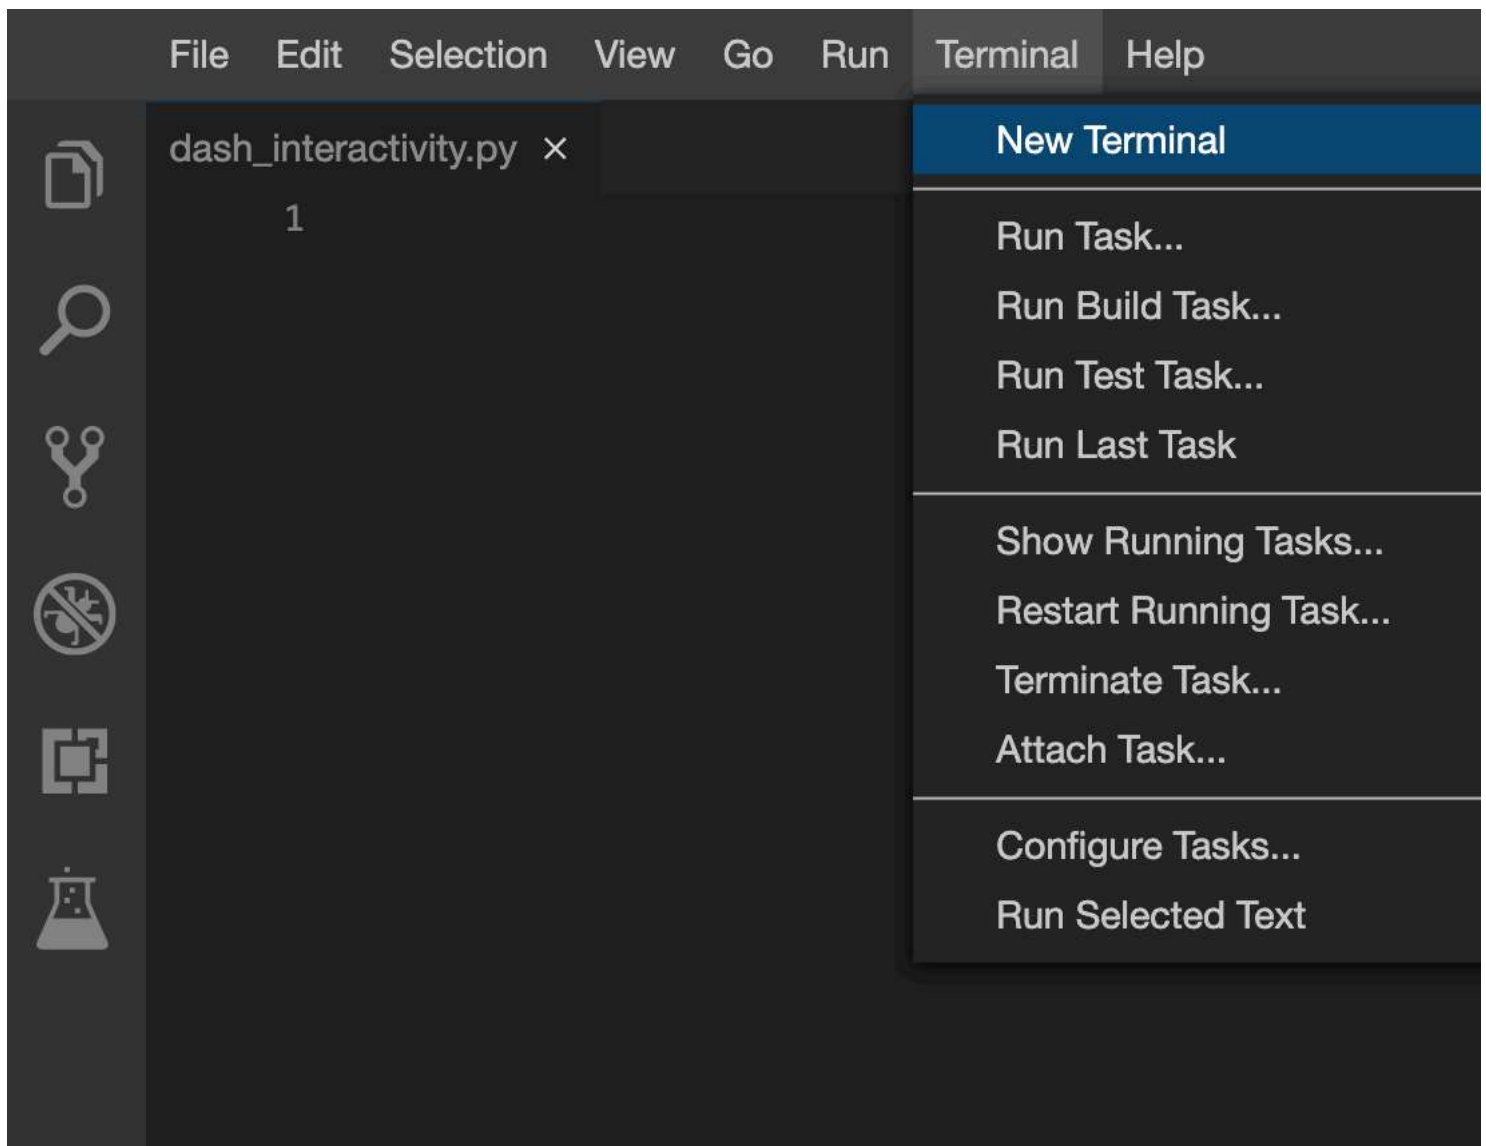 File Edit Selection View Go Run Terminal Help
dash_interactivity.py ×
1
New Terminal
Run Task...
Run Build Task...
Run Test Task...
Run Last Task
Show Running Tasks...
Restart Running Task...
Terminate Task...
Attach Task...
Configure Tasks...
Run Selected Text